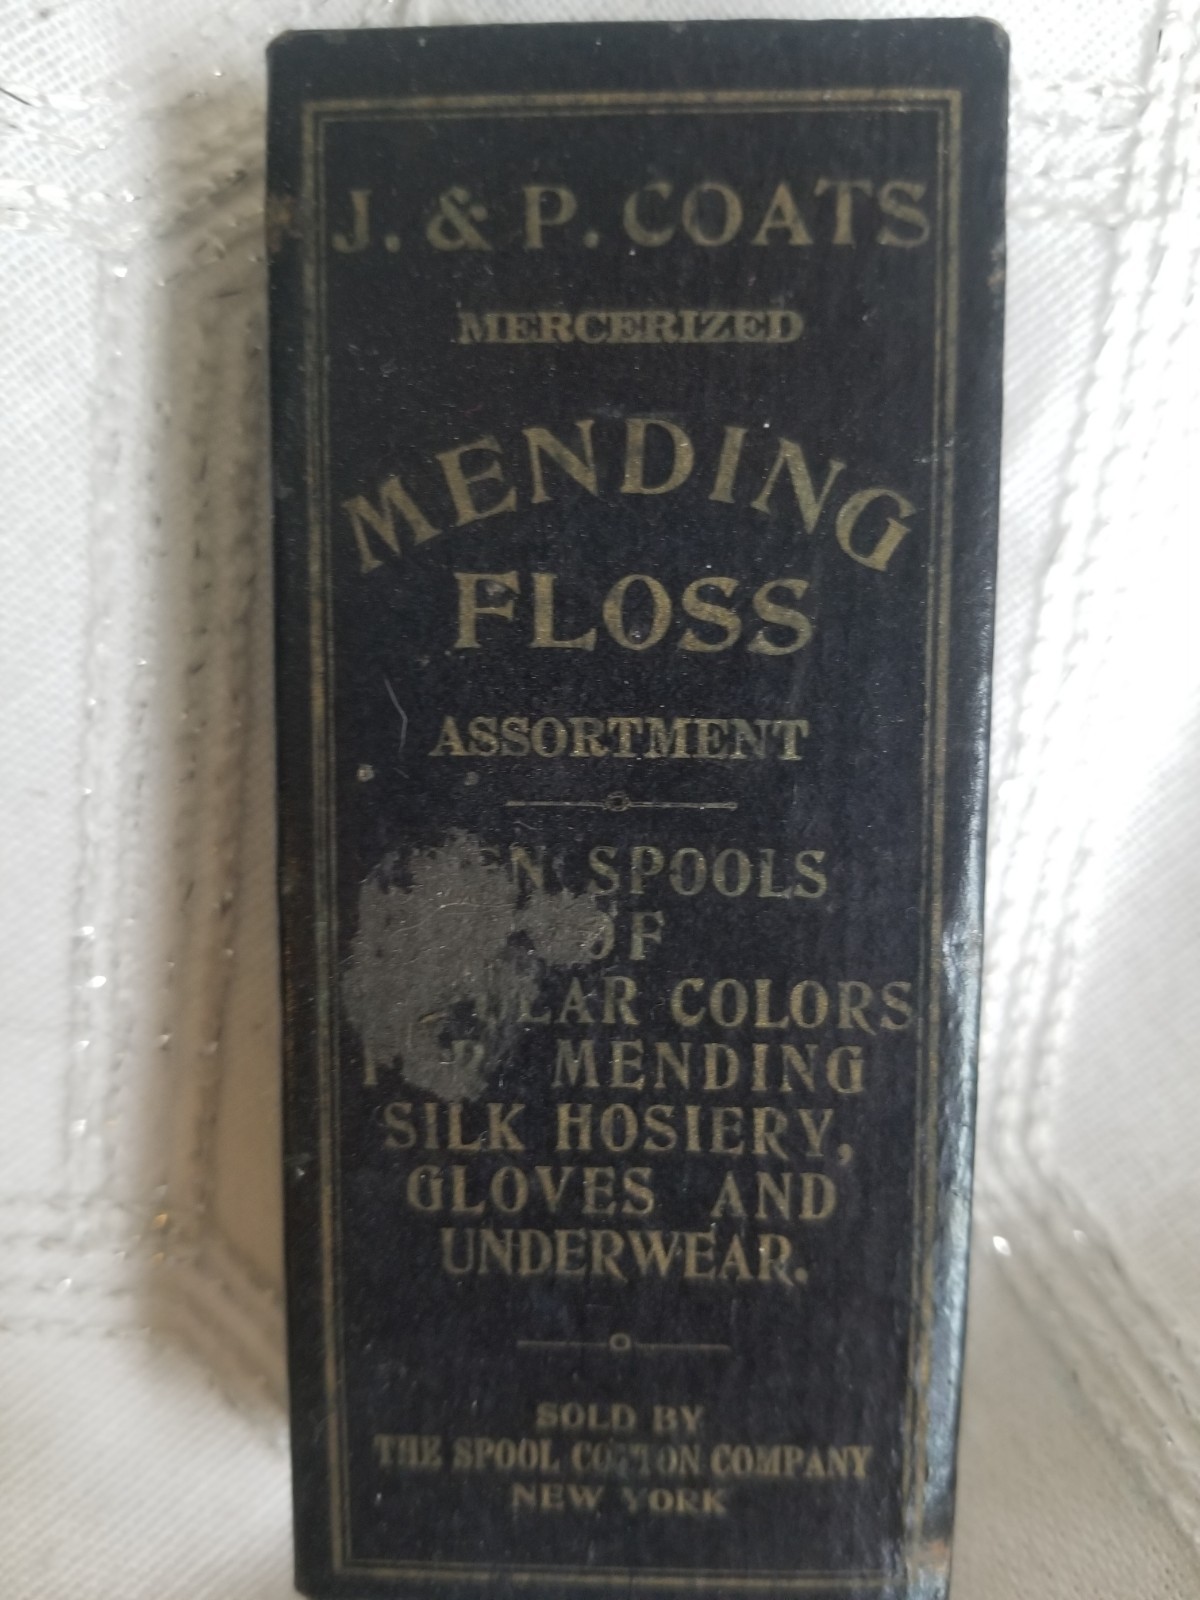 J. & P. COATS
MERCERIZED
MENDING
FLOSS
ASSORTMENT
SPOOLS
OF
COLORS
MENDING
SILK HOSIERY,
GLOVES AND
UNDERWEAR.
SOLD BY
THE SPOOL COTTON COMPANY
NEW YORK